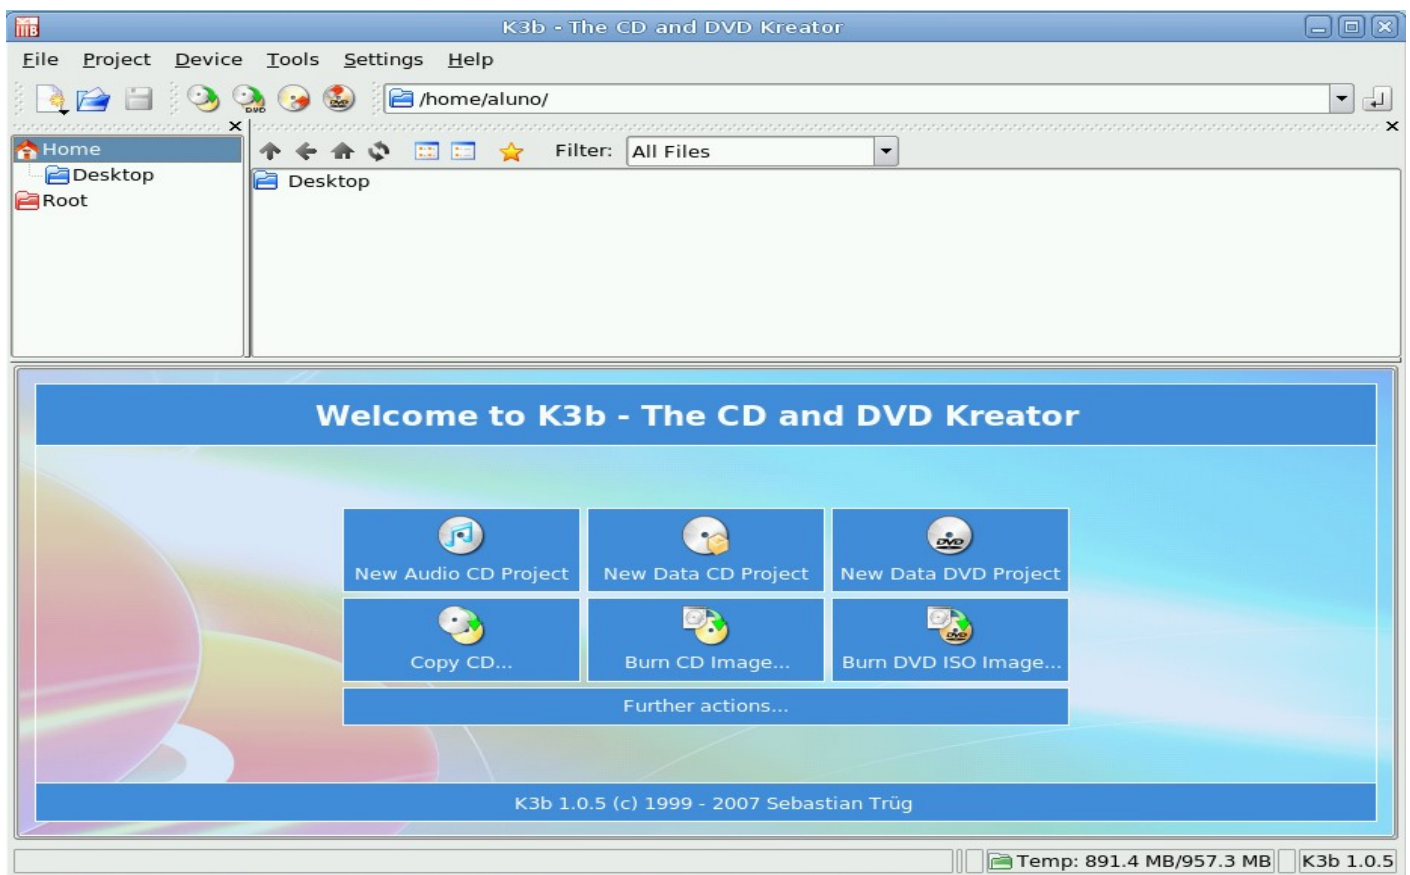 K3b - The CD and DVD Kreator
File Project Device Tools Settings Help
/home/aluno/
Home
Desktop
Root
Filter: All Files
Desktop
Welcome to K3b - The CD and DVD Kreator
New Audio CD Project
New Data CD Project
New Data DVD Project
Copy CD...
Burn CD Image...
Burn DVD ISO Image...
Further actions...
K3b 1.0.5 (c) 1999 - 2007 Sebastian Trüg
Temp: 891.4 MB/957.3 MB
K3b 1.0.5